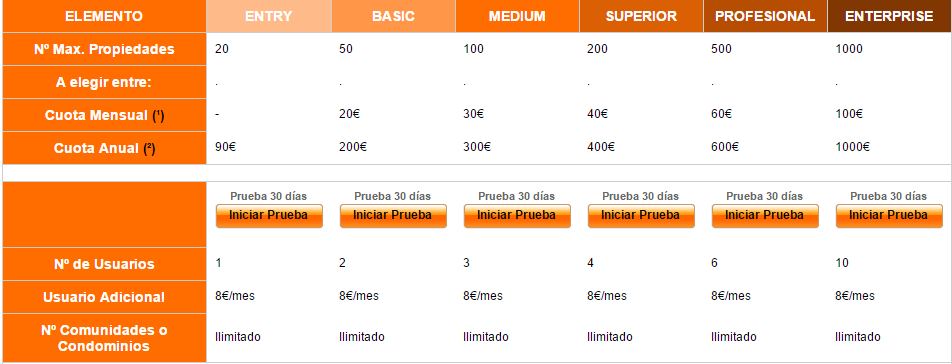 ELEMENTO ENTRY BASIC MEDIUM SUPERIOR PROFESIONAL ENTERPRISE
Nº Max. Propiedades 20 50 100 200 500 1000
A elegir entre: . . . . . .
Cuota Mensual (¹) - 20€ 30€ 40€ 60€ 100€
Cuota Anual (²) 90€ 200€ 300€ 400€ 600€ 1000€
Prueba 30 días Prueba 30 días Prueba 30 días Prueba 30 días Prueba 30 días Prueba 30 días
Iniciar Prueba Iniciar Prueba Iniciar Prueba Iniciar Prueba Iniciar Prueba Iniciar Prueba
Nº de Usuarios 1 2 3 4 6 10
Usuario Adicional 8€/mes 8€/mes 8€/mes 8€/mes 8€/mes 8€/mes
Nº Comunidades o
Condominios Ilimitado Ilimitado Ilimitado Ilimitado Ilimitado Ilimitado